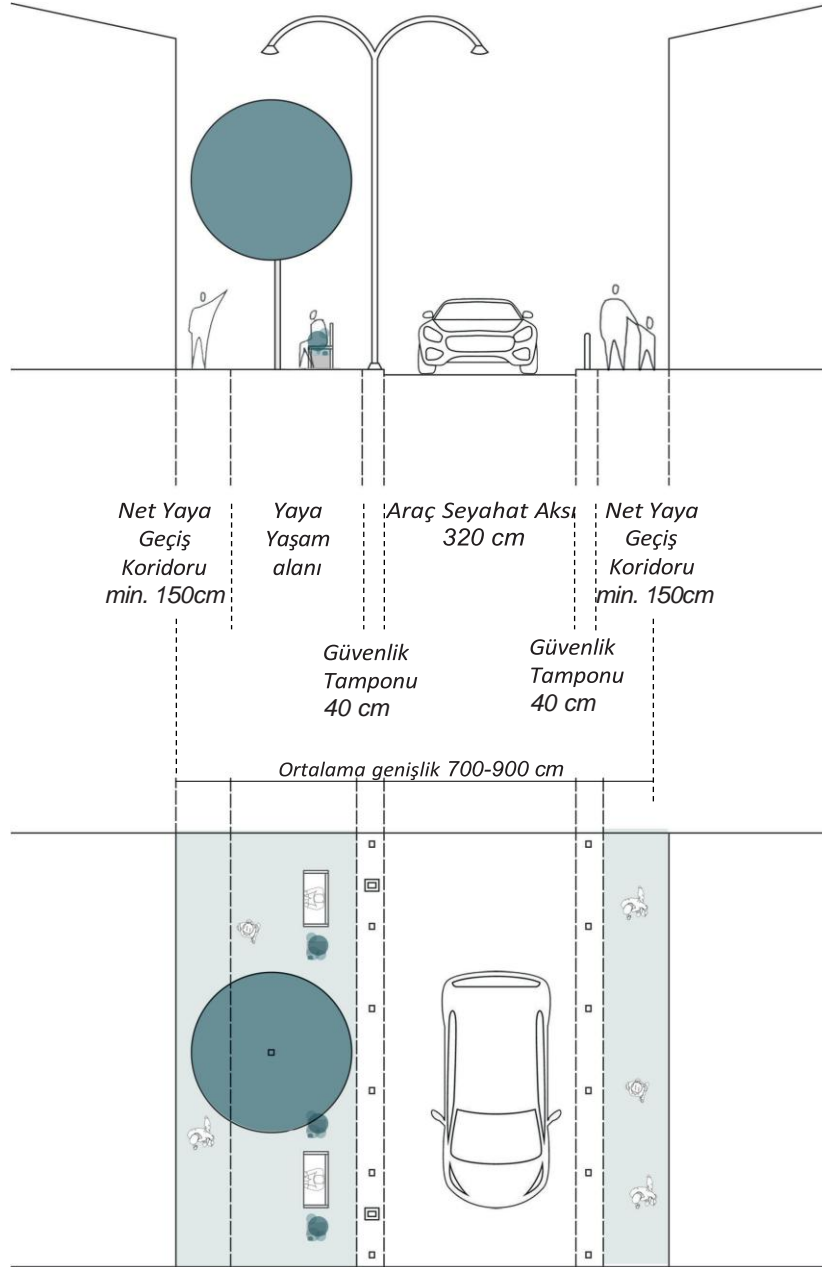 Net Yaya
Geçiş
Koridoru
min. 150cm
Yaya
Yaşam
alanı
Araç Seyahat Aksı
320 cm
Net Yaya
Geçiş
Koridoru
min. 150cm
Güvenlik
Tamponu
40 cm
Güvenlik
Tamponu
40 cm
Ortalama genişlik 700-900 cm